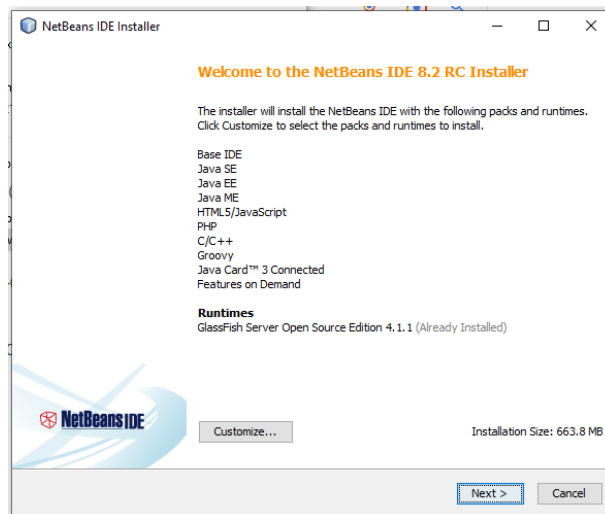 NetBeans IDE Installer
Welcome to the NetBeans IDE 8.2 RC Installer
The installer will install the NetBeans IDE with the following packs and runtimes.
Click Customize to select the packs and runtimes to install.
Base IDE
Java SE
Java EE
Java ME
HTML5/JavaScript
PHP
C/C++
Groovy
Java Card™ 3 Connected
Features on Demand
Runtimes
GlassFish Server Open Source Edition 4.1.1 (Already Installed)
NetBeans IDE
Customize...
Installation Size: 663.8 MB
Next >
Cancel